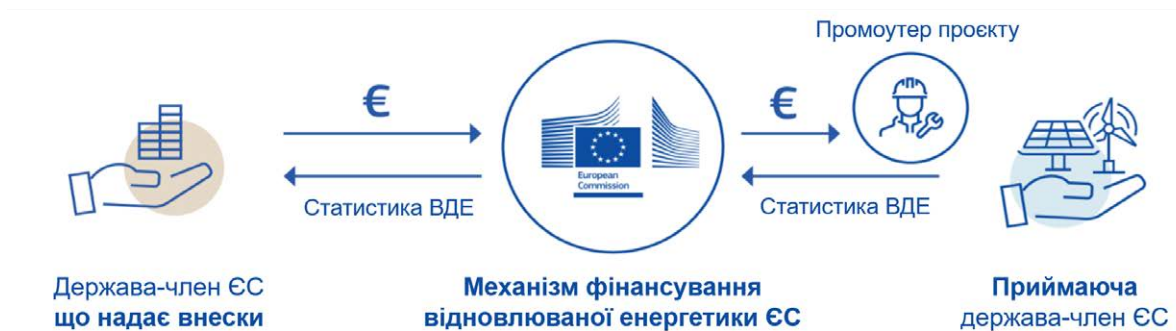 Промоутер проєкту
€
€
European
Commission
Статистика ВДЕ
Статистика ВДЕ
Держава-член ЄС
що надає внески
Механізм фінансування
відновлюваної енергетики ЄС
Приймаюча
держава-член ЄС